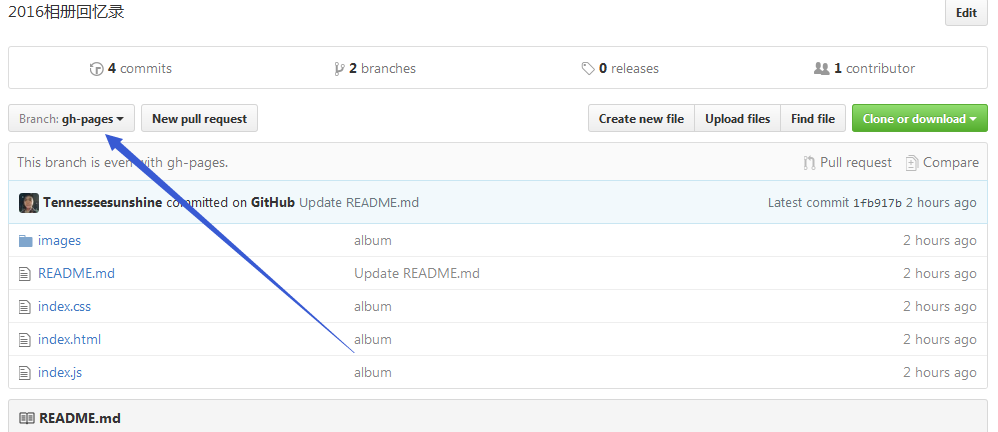 2016相册回忆录
Edit
4 commits 2 branches 0 releases 1 contributor
Branch: gh-pages New pull request Create new file Upload files Find file Clone or download
This branch is even with gh-pages. Pull request Compare
Tennesseesunshine committed on GitHub Update README.md Latest commit 1fb917b 2 hours ago
images album 2 hours ago
README.md Update README.md 2 hours ago
index.css album 2 hours ago
index.html album 2 hours ago
index.js album 2 hours ago
README.md